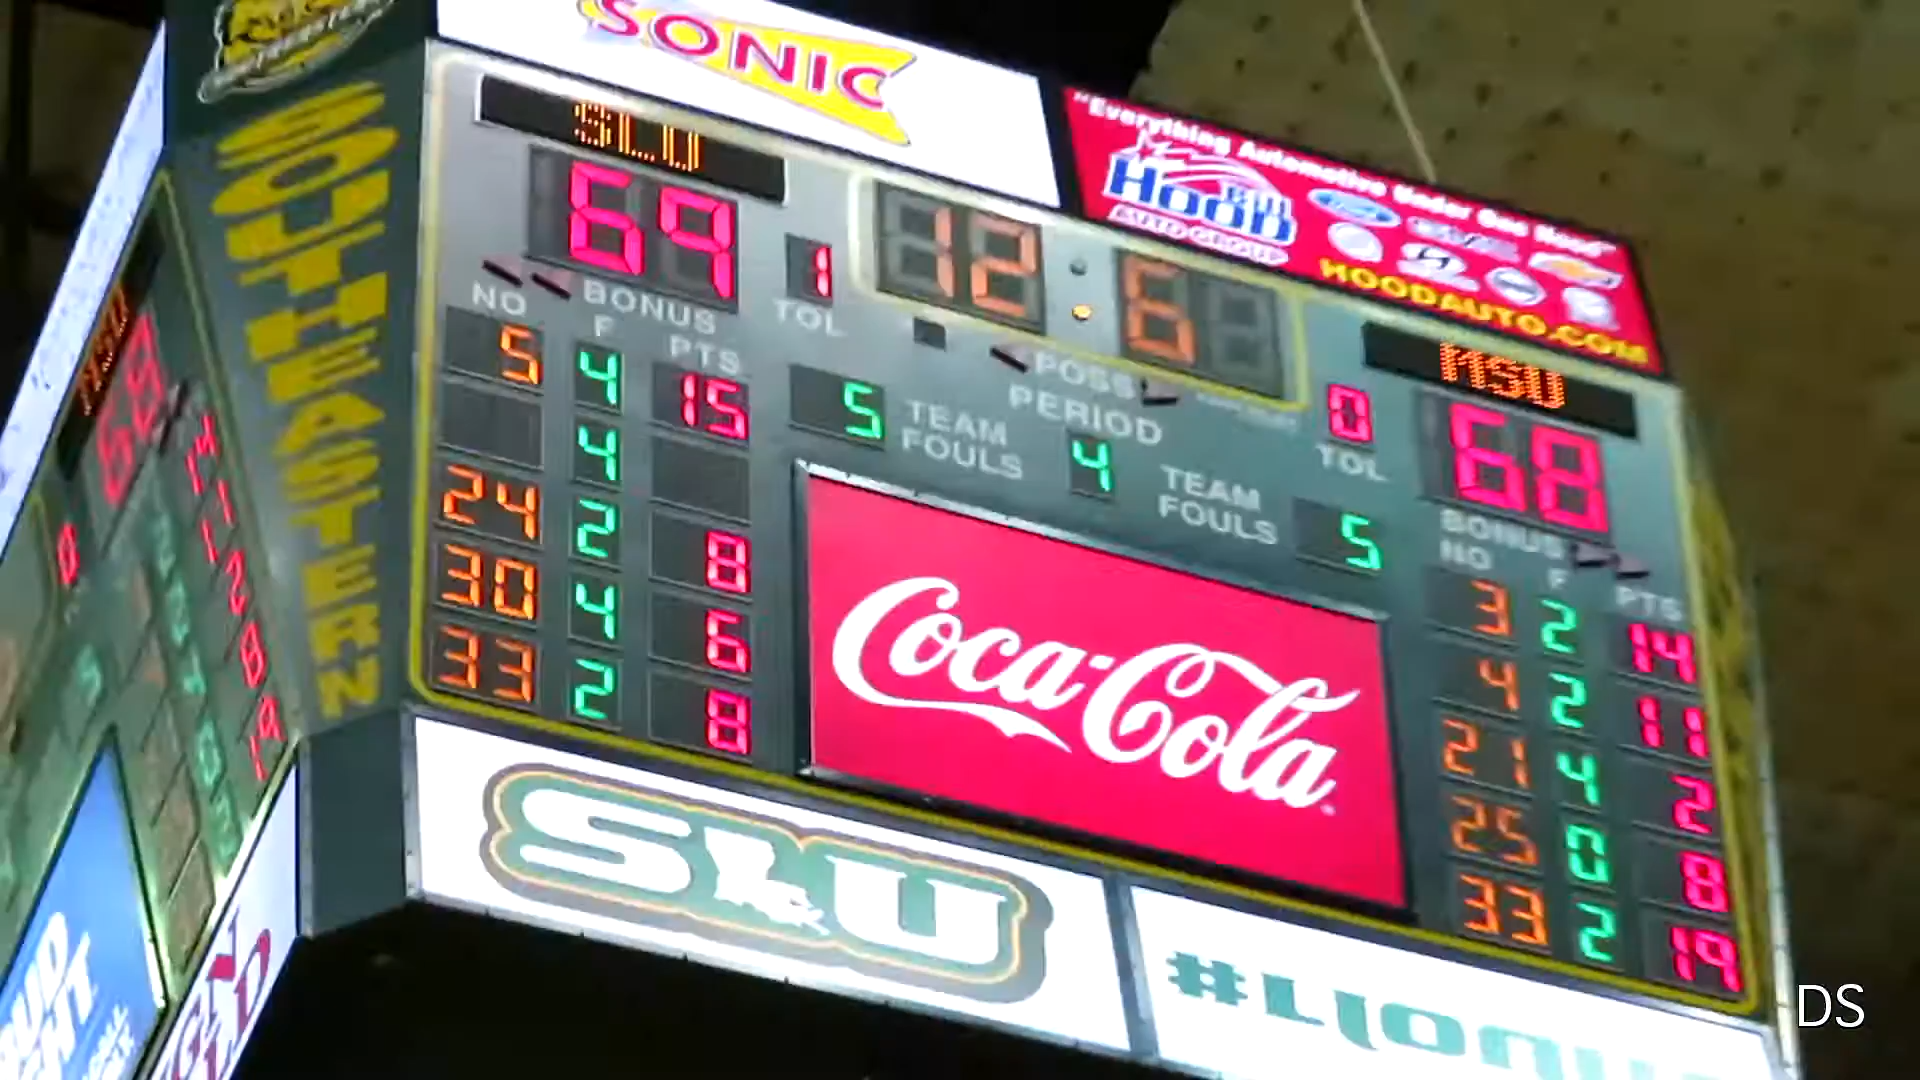 SONIC
"Everything Automotive Under One Hood"
Bill
Hood
AUTO GROUP
HOODAUTO.COM
SOUTHEASTERN
SLU
69
1
TOL
12.6
BONUS
NO F PTS
POSS
PERIOD
4
MSU
68
0
TOL
BONUS
NO F PTS
5 TEAM FOULS
TEAM FOULS 5
5 4 15
4
24 2 8
30 4 6
33 2 8
3 2 14
4 2 11
21 4 2
25 0 8
33 2 19
Coca-Cola
SLU
#LION
DS